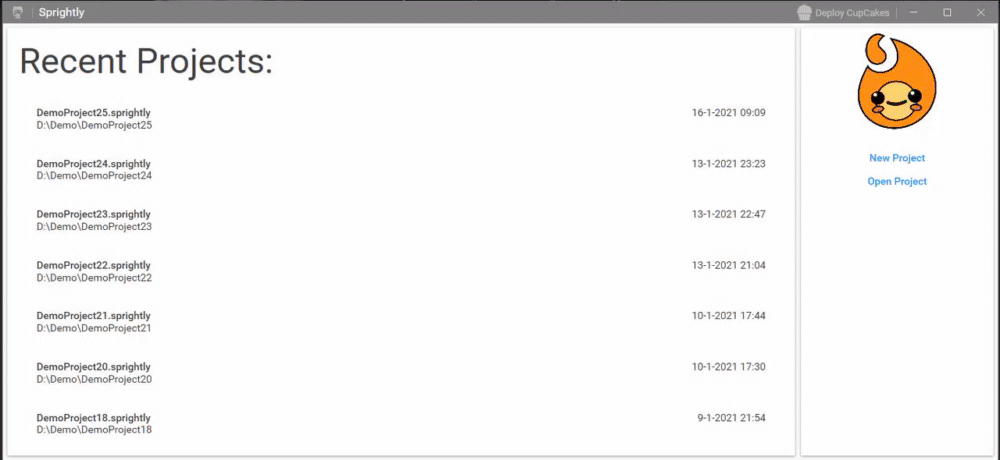 Sprightly
Deploy CupCakes
Recent Projects:
DemoProject25.sprightly 16-1-2021 09:09
D:\Demo\DemoProject25
DemoProject24.sprightly 13-1-2021 23:23
D:\Demo\DemoProject24
DemoProject23.sprightly 13-1-2021 22:47
D:\Demo\DemoProject23
DemoProject22.sprightly 13-1-2021 21:04
D:\Demo\DemoProject22
DemoProject21.sprightly 10-1-2021 17:44
D:\Demo\DemoProject21
DemoProject20.sprightly 10-1-2021 17:30
D:\Demo\DemoProject20
DemoProject18.sprightly 9-1-2021 21:54
D:\Demo\DemoProject18
New Project
Open Project